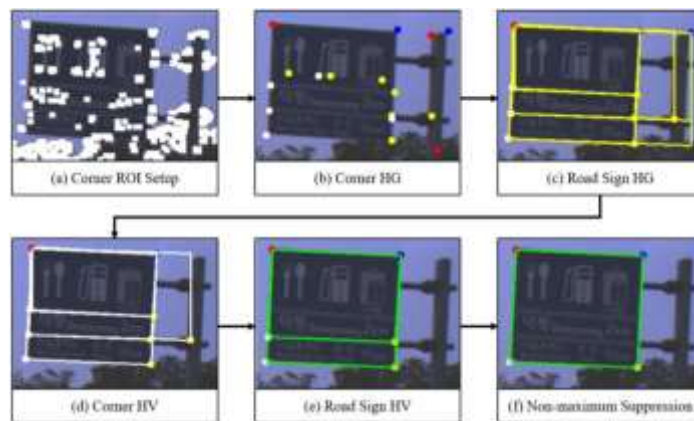 (a) Corner ROI Setup
(b) Corner HG
(c) Road Sign HG
(d) Corner HV
(e) Road Sign HV
(f) Non-maximum Suppression